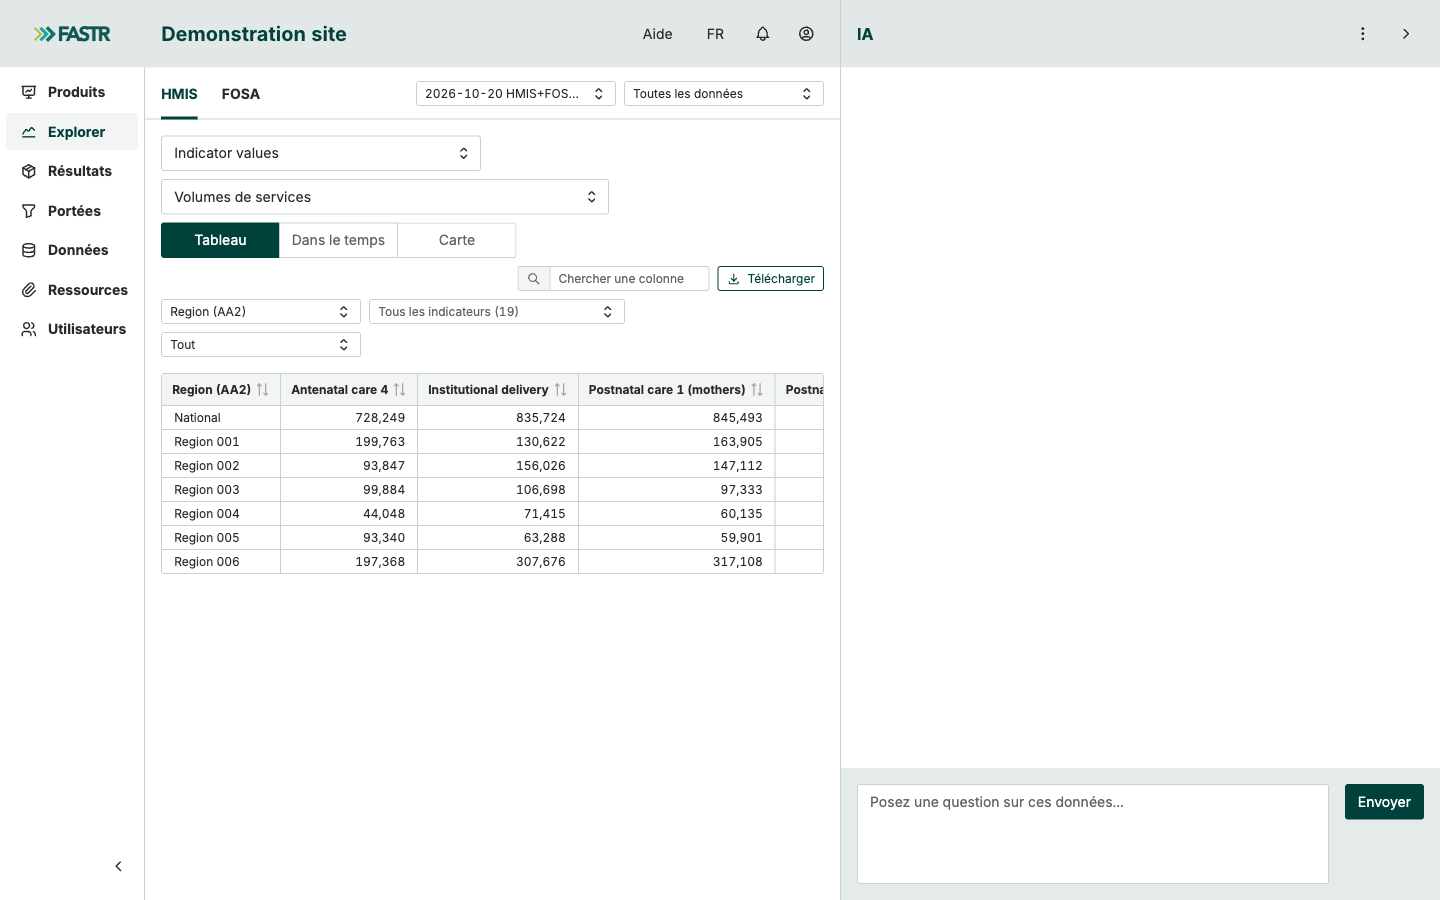 FASTR
Demonstration site
Aide
FR
IA
Produits
Explorer
Résultats
Portées
Données
Ressources
Utilisateurs
HMIS
FOSA
2026-10-20 HMIS+FOS...
Toutes les données
Indicator values
Volumes de services
Tableau
Dans le temps
Carte
Chercher une colonne
Télécharger
Region (AA2)
Tous les indicateurs (19)
Tout
Region (AA2) Antenatal care 4 Institutional delivery Postnatal care 1 (mothers) Postna
National 728,249 835,724 845,493
Region 001 199,763 130,622 163,905
Region 002 93,847 156,026 147,112
Region 003 99,884 106,698 97,333
Region 004 44,048 71,415 60,135
Region 005 93,340 63,288 59,901
Region 006 197,368 307,676 317,108
Posez une question sur ces données...
Envoyer